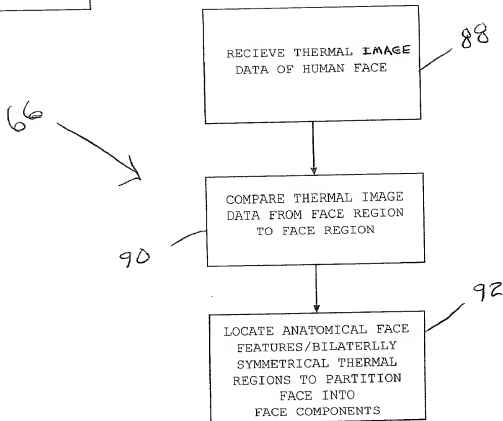 RECIEVE THERMAL IMAGE
DATA OF HUMAN FACE
88
66
COMPARE THERMAL IMAGE
DATA FROM FACE REGION
TO FACE REGION
90
92
LOCATE ANATOMICAL FACE
FEATURES/BILATERLLY
SYMMETRICAL THERMAL
REGIONS TO PARTITION
FACE INTO
FACE COMPONENTS